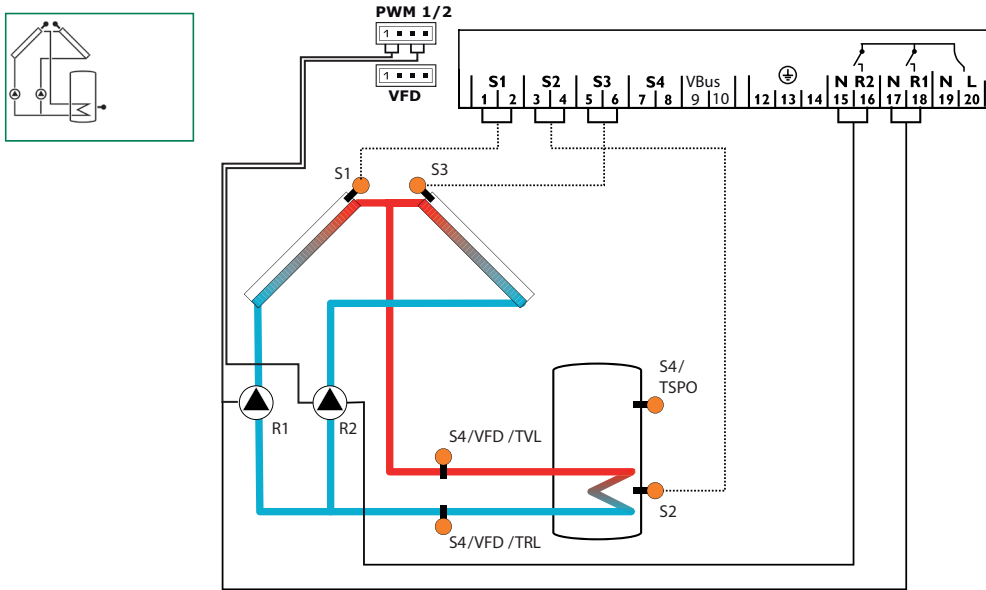 PWM 1/2
1
1
VFD
S1 S2 S3 S4 VBus N R2 N R1 N L
1 2 3 4 5 6 7 8 9 10 12 13 14 15 16 17 18 19 20
S1 S3
S4/
TSPO
R1 R2
S4/VFD /TVL
S2
S4/VFD /TRL